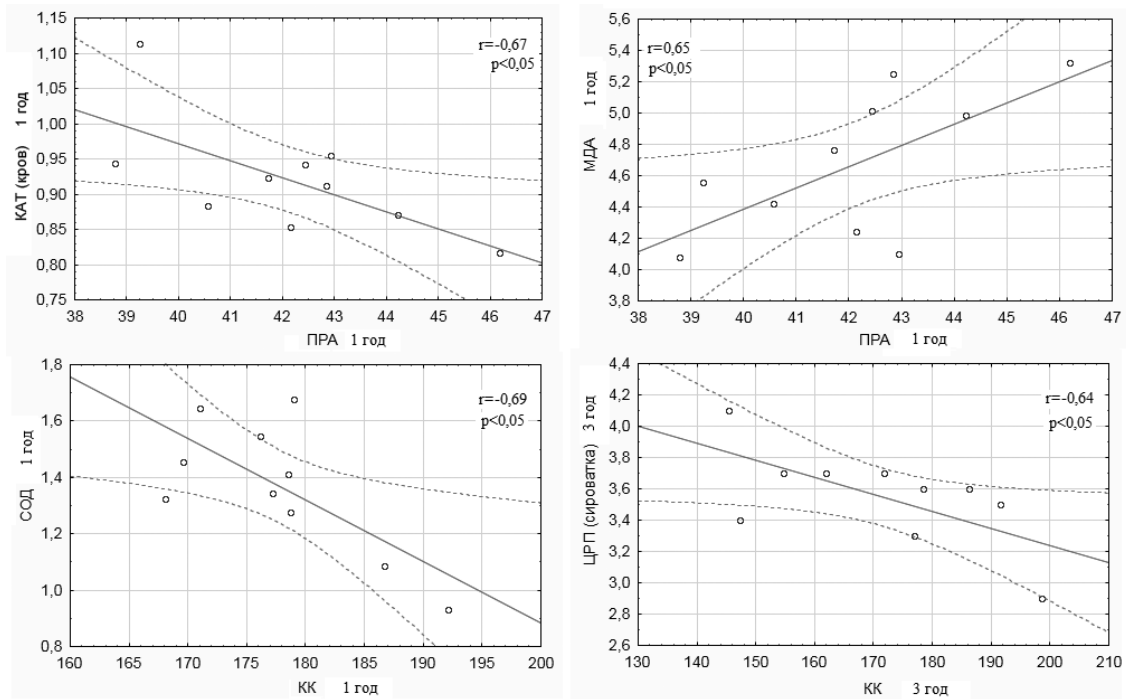 1,15
1,10
1,05
1,00
0,95
0,90
0,85
0,80
0,75
КАТ (кров) 1 год
r=-0,67
p<0,05
38 39 40 41 42 43 44 45 46 47
ПРА 1 год
5,6
5,4
5,2
5,0
4,8
4,6
4,4
4,2
4,0
3,8
МДА 1 год
r=0,65
p<0,05
38 39 40 41 42 43 44 45 46 47
ПРА 1 год
1,8
1,6
1,4
1,2
1,0
0,8
СОД 1 год
r=-0,69
p<0,05
160 165 170 175 180 185 190 195 200
КК 1 год
4,4
4,2
4,0
3,8
3,6
3,4
3,2
3,0
2,8
2,6
ЦРП (сироватка) 3 год
r=-0,64
p<0,05
130 140 150 160 170 180 190 200 210
КК 3 год